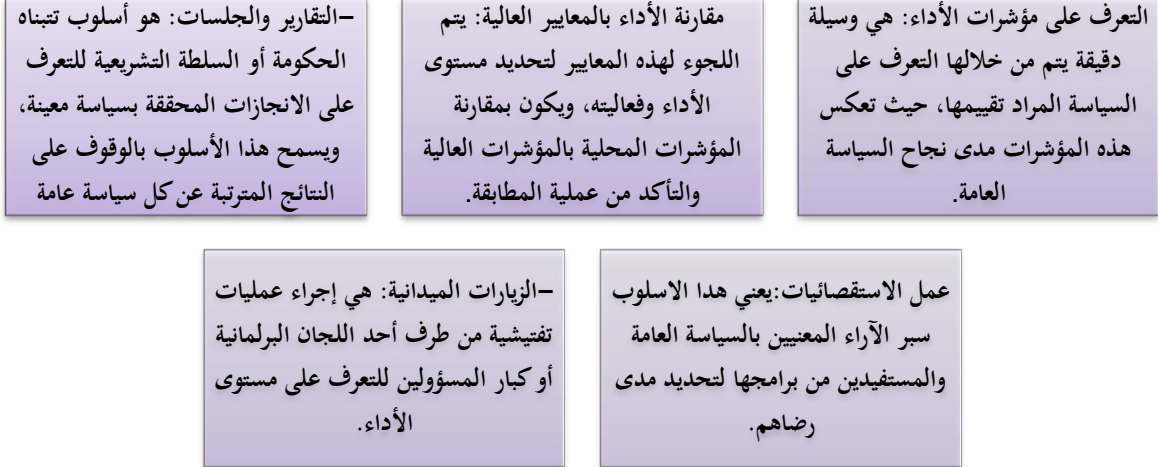 التعرف على مؤشرات الأداء: هي وسيلة
دقيقة يتم من خلالها التعرف على
السياسة المراد تقييمها، حيث تعكس
هذه المؤشرات مدى نجاح السياسة
العامة.
مقارنة الأداء بالمعايير العالية: يتم
اللجوء لهذه المعايير لتحديد مستوى
الأداء وفعاليته، ويكون بمقارنة
المؤشرات المحلية بالمؤشرات العالية
والتأكد من عملية المطابقة.
–التقارير والجلسات: هو أسلوب تتبناه
الحكومة أو السلطة التشريعية للتعرف
على الانجازات المحققة بسياسة معينة،
ويسمح هذا الأسلوب بالوقوف على
النتائج المترتبة عن كل سياسة عامة
عمل الاستقصائيات:يعني هدا الاسلوب
سبر الآراء المعنيين بالسياسة العامة
والمستفيدين من برامجها لتحديد مدى
رضاهم.
–الزيارات الميدانية: هي إجراء عمليات
تفتيشية من طرف أحد اللجان البرلمانية
أو كبار المسؤولين للتعرف على مستوى
الأداء.